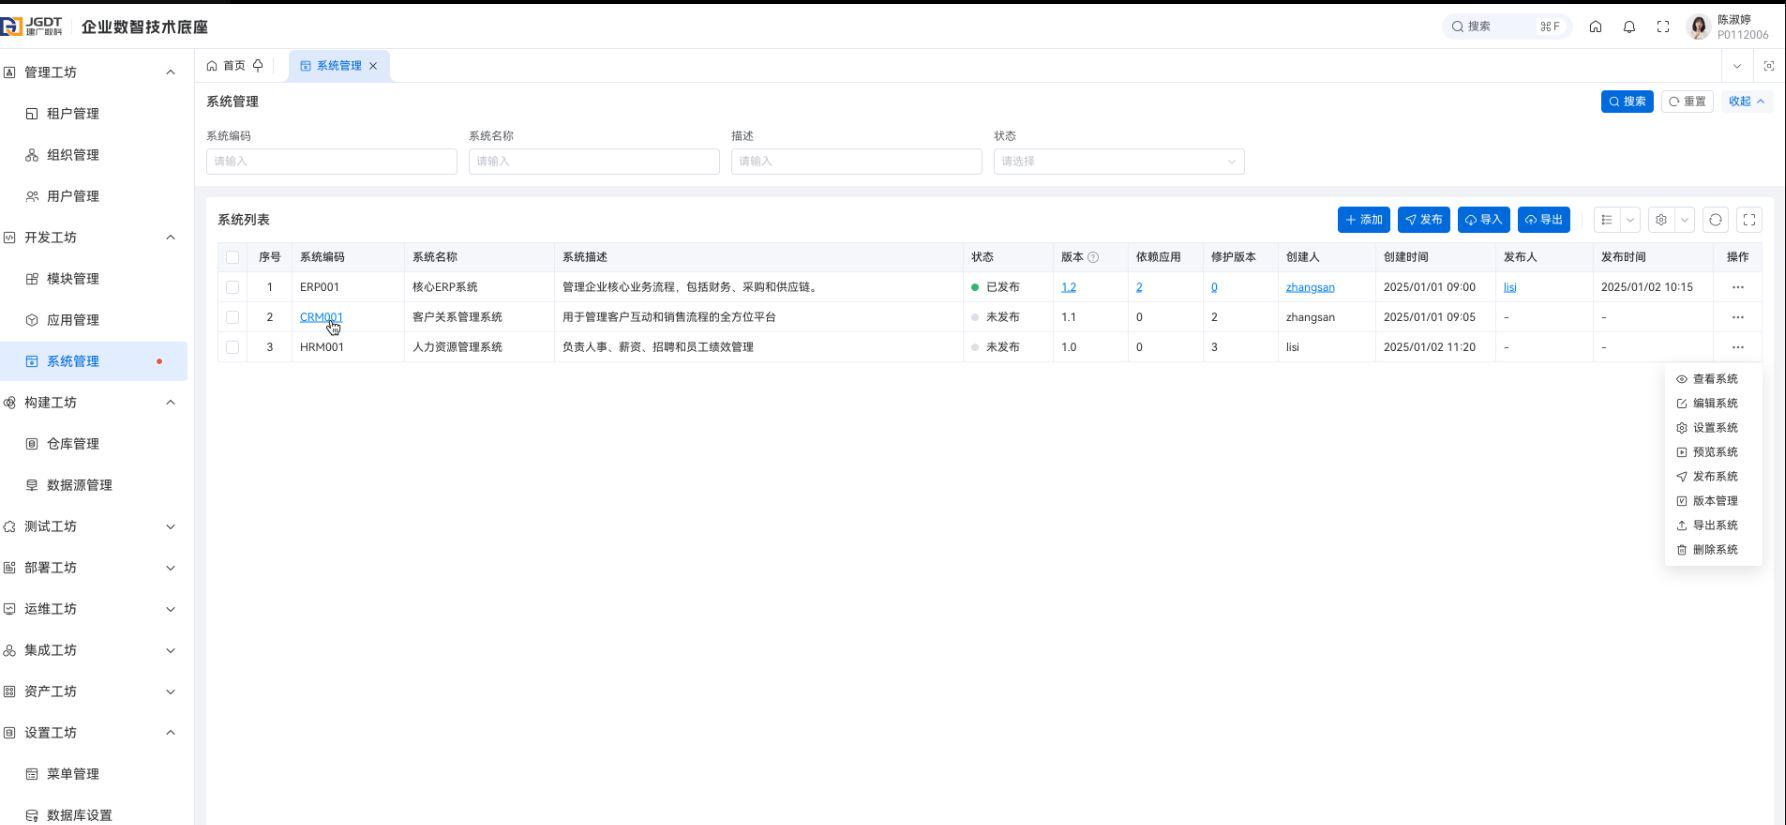 JGDT
建广数科
企业数智技术底座
搜索
⌘F
陈淑婷
P0112006
管理工坊
租户管理
组织管理
用户管理
开发工坊
模块管理
应用管理
系统管理
构建工坊
仓库管理
数据源管理
测试工坊
部署工坊
运维工坊
集成工坊
资产工坊
设置工坊
菜单管理
数据库设置
首页
系统管理
系统管理
搜索
重置
收起
系统编码
系统名称
描述
状态
请输入
请输入
请输入
请选择
系统列表
添加
发布
导入
导出
序号 系统编码 系统名称 系统描述 状态 版本 依赖应用 修护版本 创建人 创建时间 发布人 发布时间 操作
1 ERP001 核心ERP系统 管理企业核心业务流程，包括财务、采购和供应链。 已发布 1.2 2 0 zhangsan 2025/01/01 09:00 lisi 2025/01/02 10:15 ···
2 CRM001 客户关系管理系统 用于管理客户互动和销售流程的全方位平台 未发布 1.1 0 2 zhangsan 2025/01/01 09:05 - - ···
3 HRM001 人力资源管理系统 负责人事、薪资、招聘和员工绩效管理 未发布 1.0 0 3 lisi 2025/01/02 11:20 - - ···
查看系统
编辑系统
设置系统
预览系统
发布系统
版本管理
导出系统
删除系统